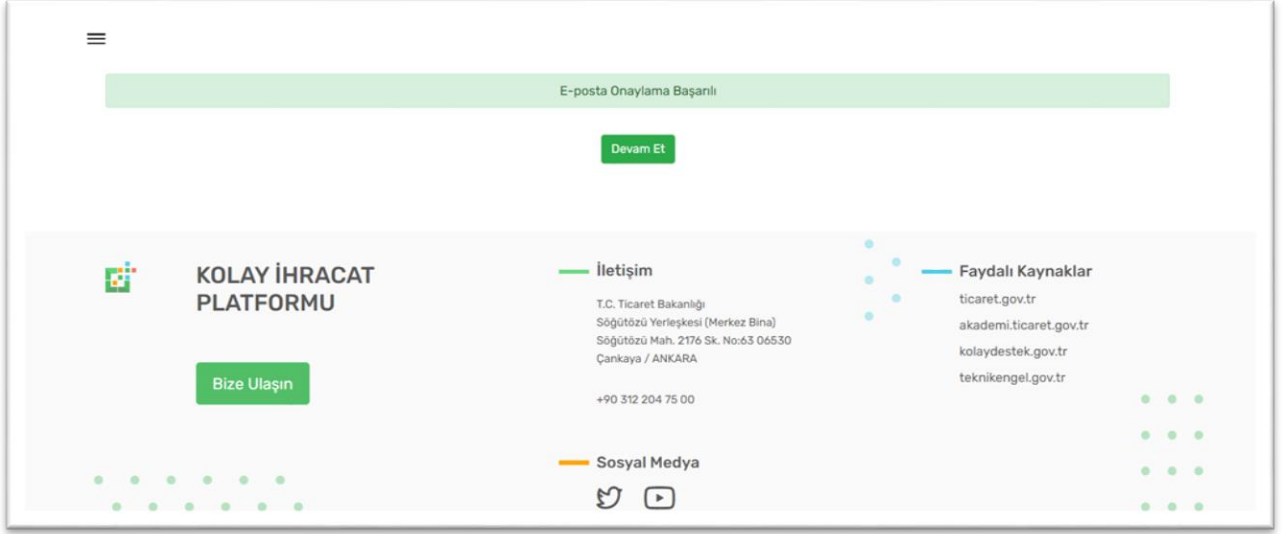 E-posta Onaylama Başarılı
Devam Et
KOLAY İHRACAT
PLATFORMU
Bize Ulaşın
İletişim
T.C. Ticaret Bakanlığı
Söğütözü Yerleşkesi (Merkez Bina)
Söğütözü Mah. 2176 Sk. No:63 06530
Çankaya / ANKARA
+90 312 204 75 00
Sosyal Medya
Faydalı Kaynaklar
ticaret.gov.tr
akademi.ticaret.gov.tr
kolaydestek.gov.tr
teknikengel.gov.tr